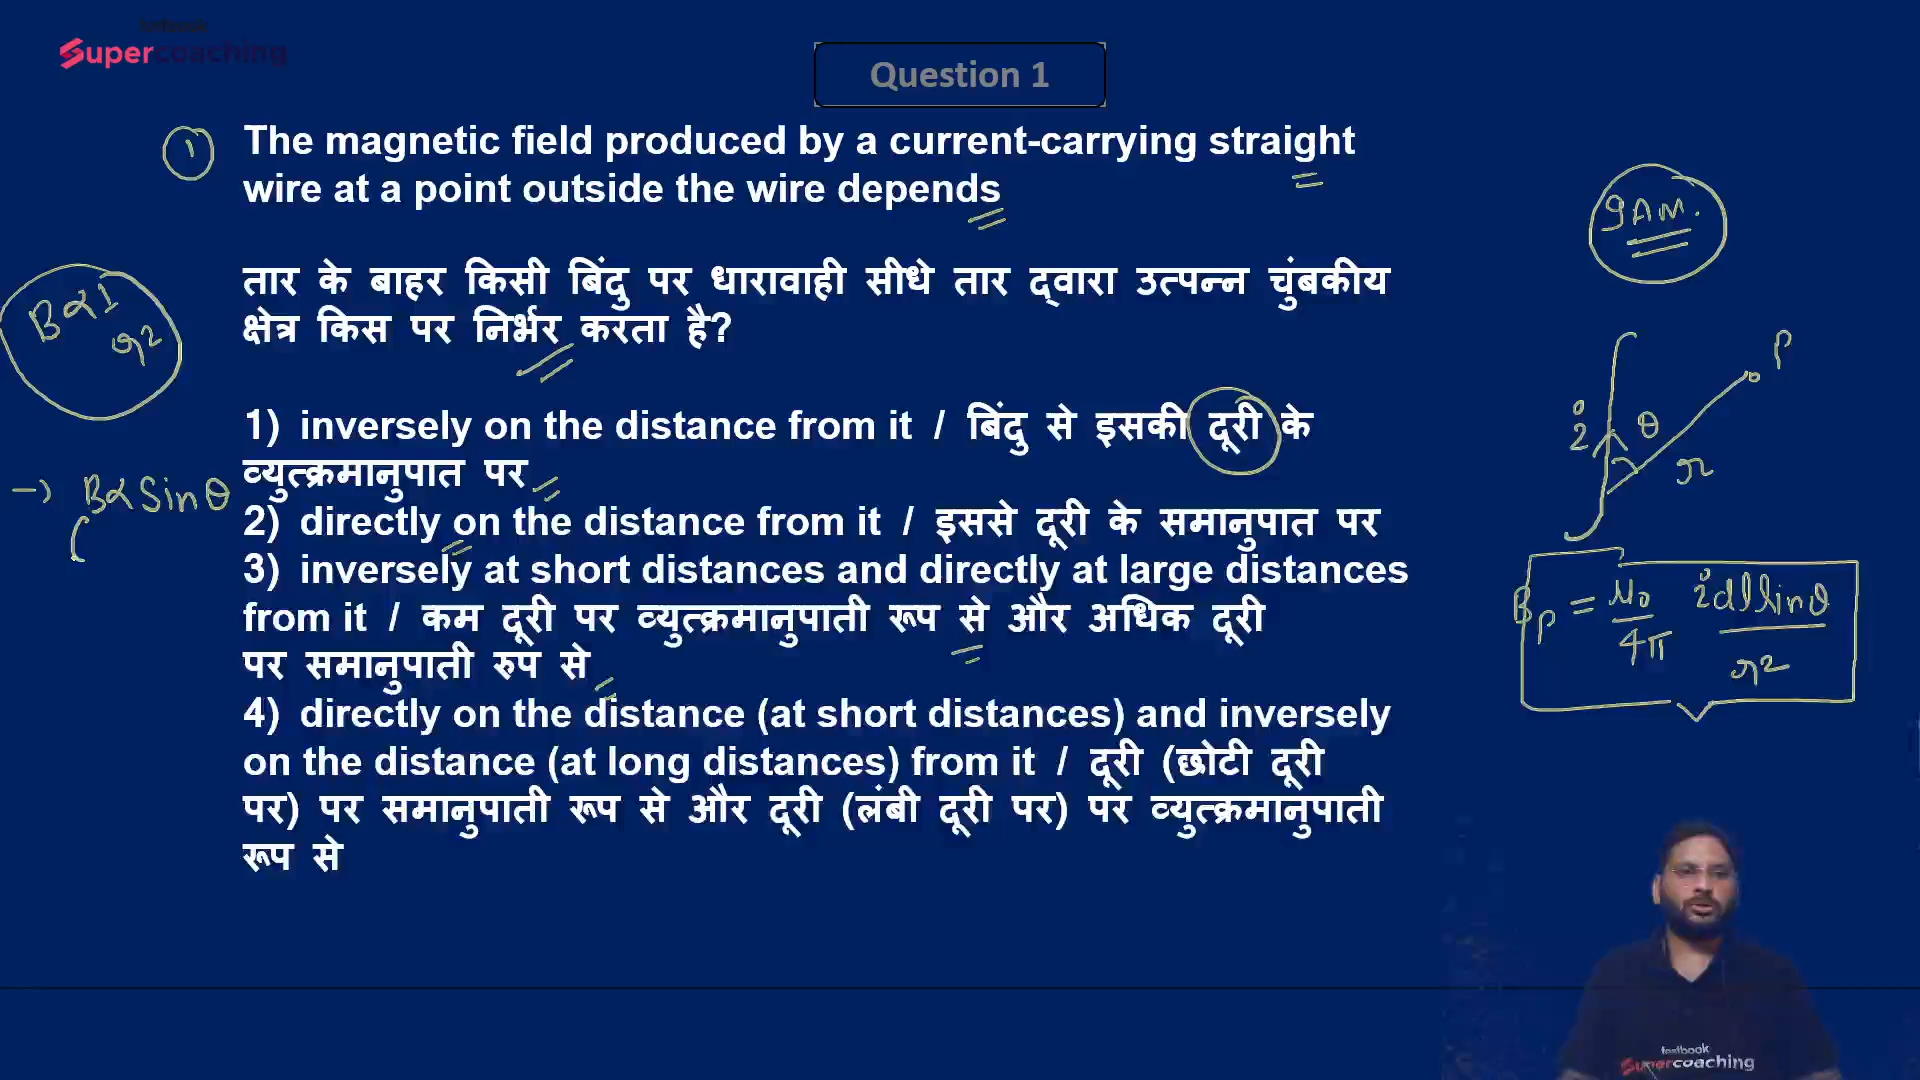 testbook
Supercoaching
Question 1
1 The magnetic field produced by a current-carrying straight
wire at a point outside the wire depends
तार के बाहर किसी बिंदु पर धारावाही सीधे तार द्वारा उत्पन्न चुंबकीय
क्षेत्र किस पर निर्भर करता है?
1) inversely on the distance from it / बिंदु से इसकी दूरी के
व्युत्क्रमानुपात पर
2) directly on the distance from it / इससे दूरी के समानुपात पर
3) inversely at short distances and directly at large distances
from it / कम दूरी पर व्युत्क्रमानुपाती रूप से और अधिक दूरी
पर समानुपाती रुप से
4) directly on the distance (at short distances) and inversely
on the distance (at long distances) from it / दूरी (छोटी दूरी
पर) पर समानुपाती रूप से और दूरी (लंबी दूरी पर) पर व्युत्क्रमानुपाती
रूप से
B∝1
r²
→ B∝Sinθ
9AM.
P
i
θ
r
Bp = μ₀ idlsinθ
4π r²
testbook
Supercoaching